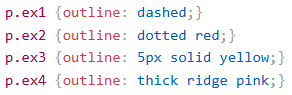 p.ex1 {outline: dashed;}
p.ex2 {outline: dotted red;}
p.ex3 {outline: 5px solid yellow;}
p.ex4 {outline: thick ridge pink;}